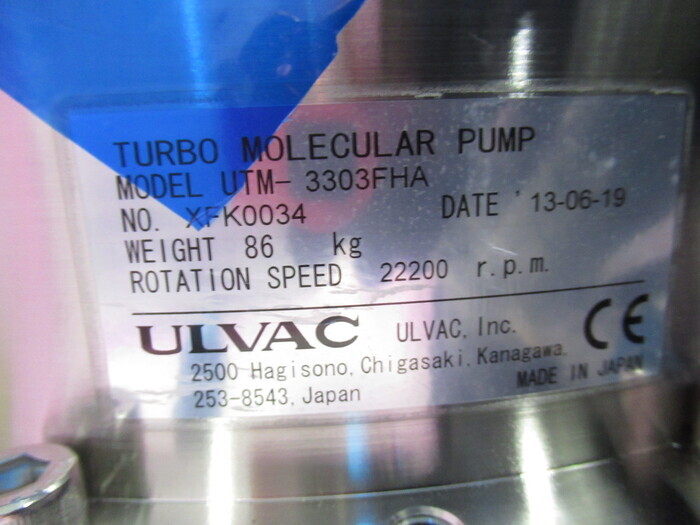 TURBO MOLECULAR PUMP
MODEL UTM- 3303FHA
NO. XFK0034 DATE '13-06-19
WEIGHT 86 kg
ROTATION SPEED 22200 r.p.m.
ULVAC ULVAC, Inc. CE
2500 Hagisono, Chigasaki, Kanagawa,
253-8543, Japan MADE IN JAPAN